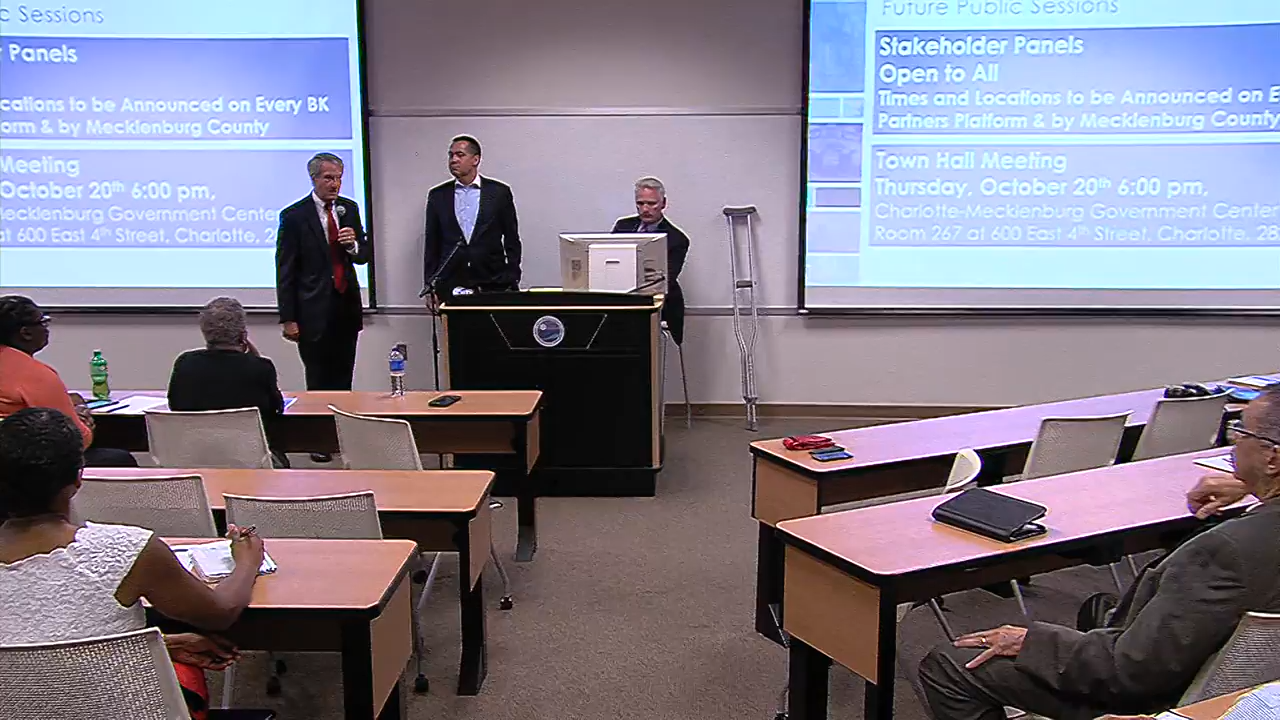 c Sessions
r Panels
cations to be Announced on Every BK
orm & by Mecklenburg County
Meeting
October 20th 6:00 pm,
Mecklenburg Government Center
at 600 East 4th Street, Charlotte, 2
Future Public Sessions
Stakeholder Panels
Open to All
Times and Locations to be Announced on E
Partners Platform & by Mecklenburg County
Town Hall Meeting
Thursday, October 20th 6:00 pm,
Charlotte-Mecklenburg Government Center
Room 267 at 600 East 4th Street, Charlotte, 28